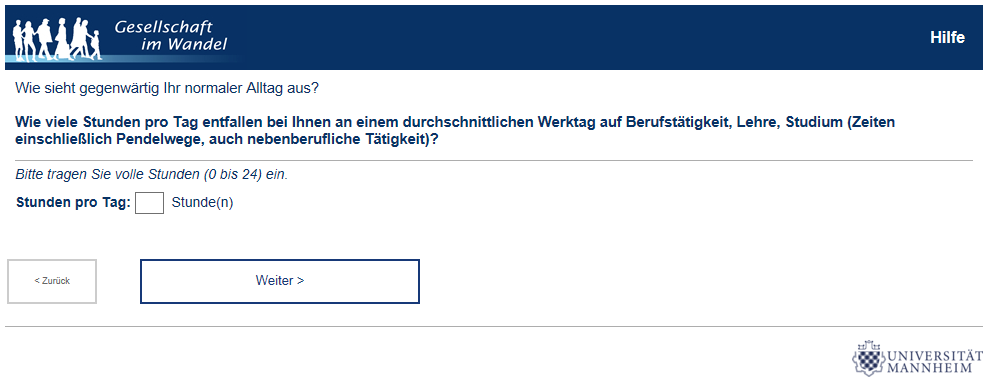 Gesellschaft
im Wandel
Hilfe
Wie sieht gegenwärtig Ihr normaler Alltag aus?
Wie viele Stunden pro Tag entfallen bei Ihnen an einem durchschnittlichen Werktag auf Berufstätigkeit, Lehre, Studium (Zeiten
einschließlich Pendelwege, auch nebenberufliche Tätigkeit)?
Bitte tragen Sie volle Stunden (0 bis 24) ein.
Stunden pro Tag: Stunde(n)
< Zurück
Weiter >
UNIVERSITÄT
MANNHEIM